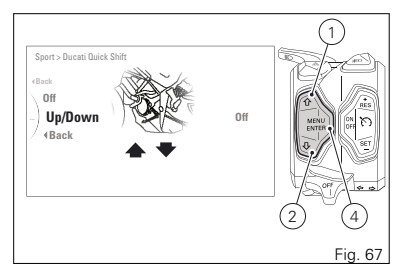 Sport > Ducati Quick Shift
Back
Off
Up/Down
Back
Off
1
RES
MENU
ENTER
ON
OFF
SET
OFF
2
4
Fig. 67